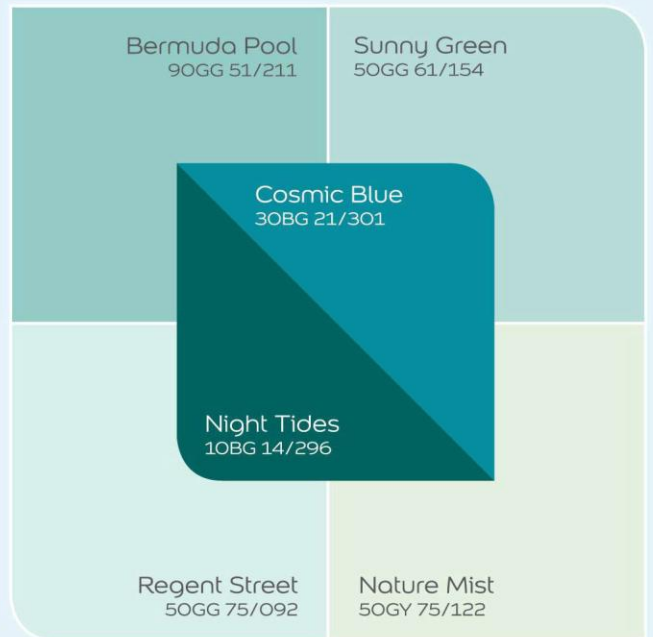 Bermuda Pool
90GG 51/211
Sunny Green
50GG 61/154
Cosmic Blue
30BG 21/301
Night Tides
10BG 14/296
Regent Street
50GG 75/092
Nature Mist
50GY 75/122